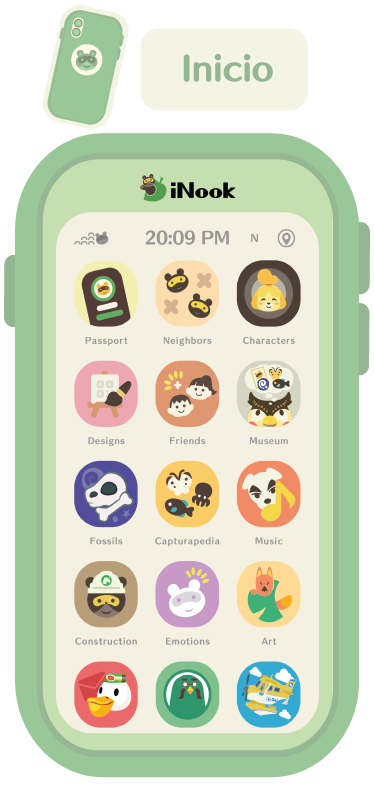 Inicio
iNook
20:09 PM N
Passport Neighbors Characters
Designs Friends Museum
Fossils Capturapedia Music
Construction Emotions Art